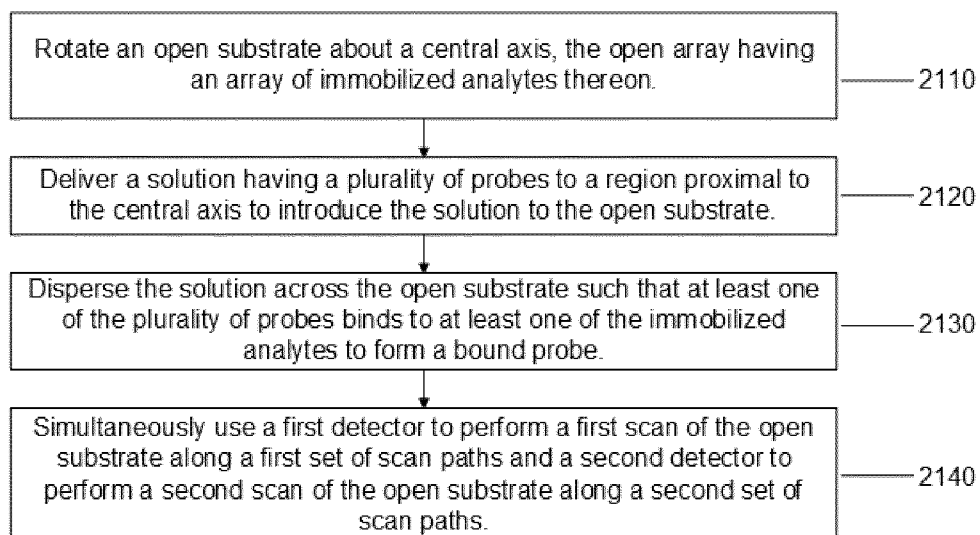 Rotate an open substrate about a central axis, the open array having
an array of immobilized analytes thereon.
2110
Deliver a solution having a plurality of probes to a region proximal to
the central axis to introduce the solution to the open substrate.
2120
Disperse the solution across the open substrate such that at least one
of the plurality of probes binds to at least one of the immobilized
analytes to form a bound probe.
2130
Simultaneously use a first detector to perform a first scan of the open
substrate along a first set of scan paths and a second detector to
perform a second scan of the open substrate along a second set of
scan paths.
2140